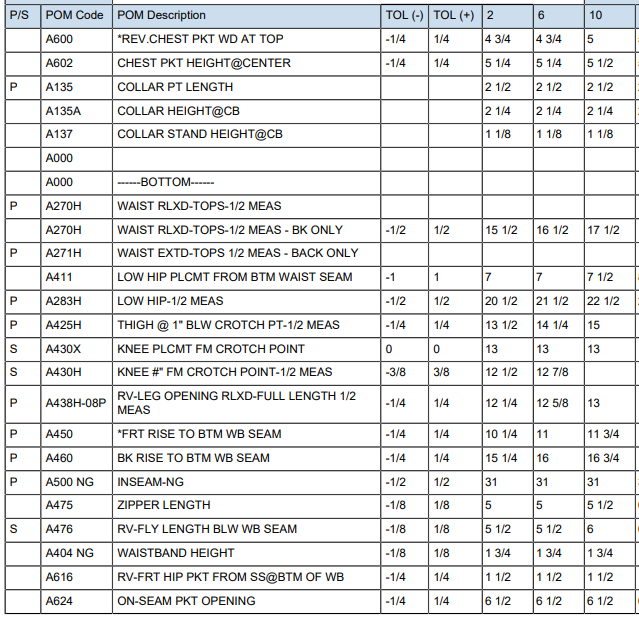 P/S POM Code POM Description TOL (-) TOL (+) 2 6 10
A600 *REV.CHEST PKT WD AT TOP -1/4 1/4 4 3/4 4 3/4 5
A602 CHEST PKT HEIGHT@CENTER -1/4 1/4 5 1/4 5 1/4 5 1/2
P A135 COLLAR PT LENGTH 2 1/2 2 1/2 2 1/2
A135A COLLAR HEIGHT@CB 2 1/4 2 1/4 2 1/4
A137 COLLAR STAND HEIGHT@CB 1 1/8 1 1/8 1 1/8
A000
A000 ------BOTTOM------
P A270H WAIST RLXD-TOPS-1/2 MEAS
A270H WAIST RLXD-TOPS-1/2 MEAS - BK ONLY -1/2 1/2 15 1/2 16 1/2 17 1/2
P A271H WAIST EXTD-TOPS 1/2 MEAS - BACK ONLY
A411 LOW HIP PLCMT FROM BTM WAIST SEAM -1 1 7 7 7 1/2
P A283H LOW HIP-1/2 MEAS -1/2 1/2 20 1/2 21 1/2 22 1/2
P A425H THIGH @ 1" BLW CROTCH PT-1/2 MEAS -1/4 1/4 13 1/2 14 1/4 15
S A430X KNEE PLCMT FM CROTCH POINT 0 0 13 13 13
S A430H KNEE #" FM CROTCH POINT-1/2 MEAS -3/8 3/8 12 1/2 12 7/8
P A438H-08P RV-LEG OPENING RLXD-FULL LENGTH 1/2 MEAS -1/4 1/4 12 1/4 12 5/8 13
P A450 *FRT RISE TO BTM WB SEAM -1/4 1/4 10 1/4 11 11 3/4
P A460 BK RISE TO BTM WB SEAM -1/4 1/4 15 1/4 16 16 3/4
P A500 NG INSEAM-NG -1/2 1/2 31 31 31
A475 ZIPPER LENGTH -1/8 1/8 5 5 5 1/2
S A476 RV-FLY LENGTH BLW WB SEAM -1/8 1/8 5 1/2 5 1/2 6
A404 NG WAISTBAND HEIGHT -1/8 1/8 1 3/4 1 3/4 1 3/4
A616 RV-FRT HIP PKT FROM SS@BTM OF WB -1/4 1/4 1 1/2 1 1/2 1 1/2
A624 ON-SEAM PKT OPENING -1/4 1/4 6 1/2 6 1/2 6 1/2